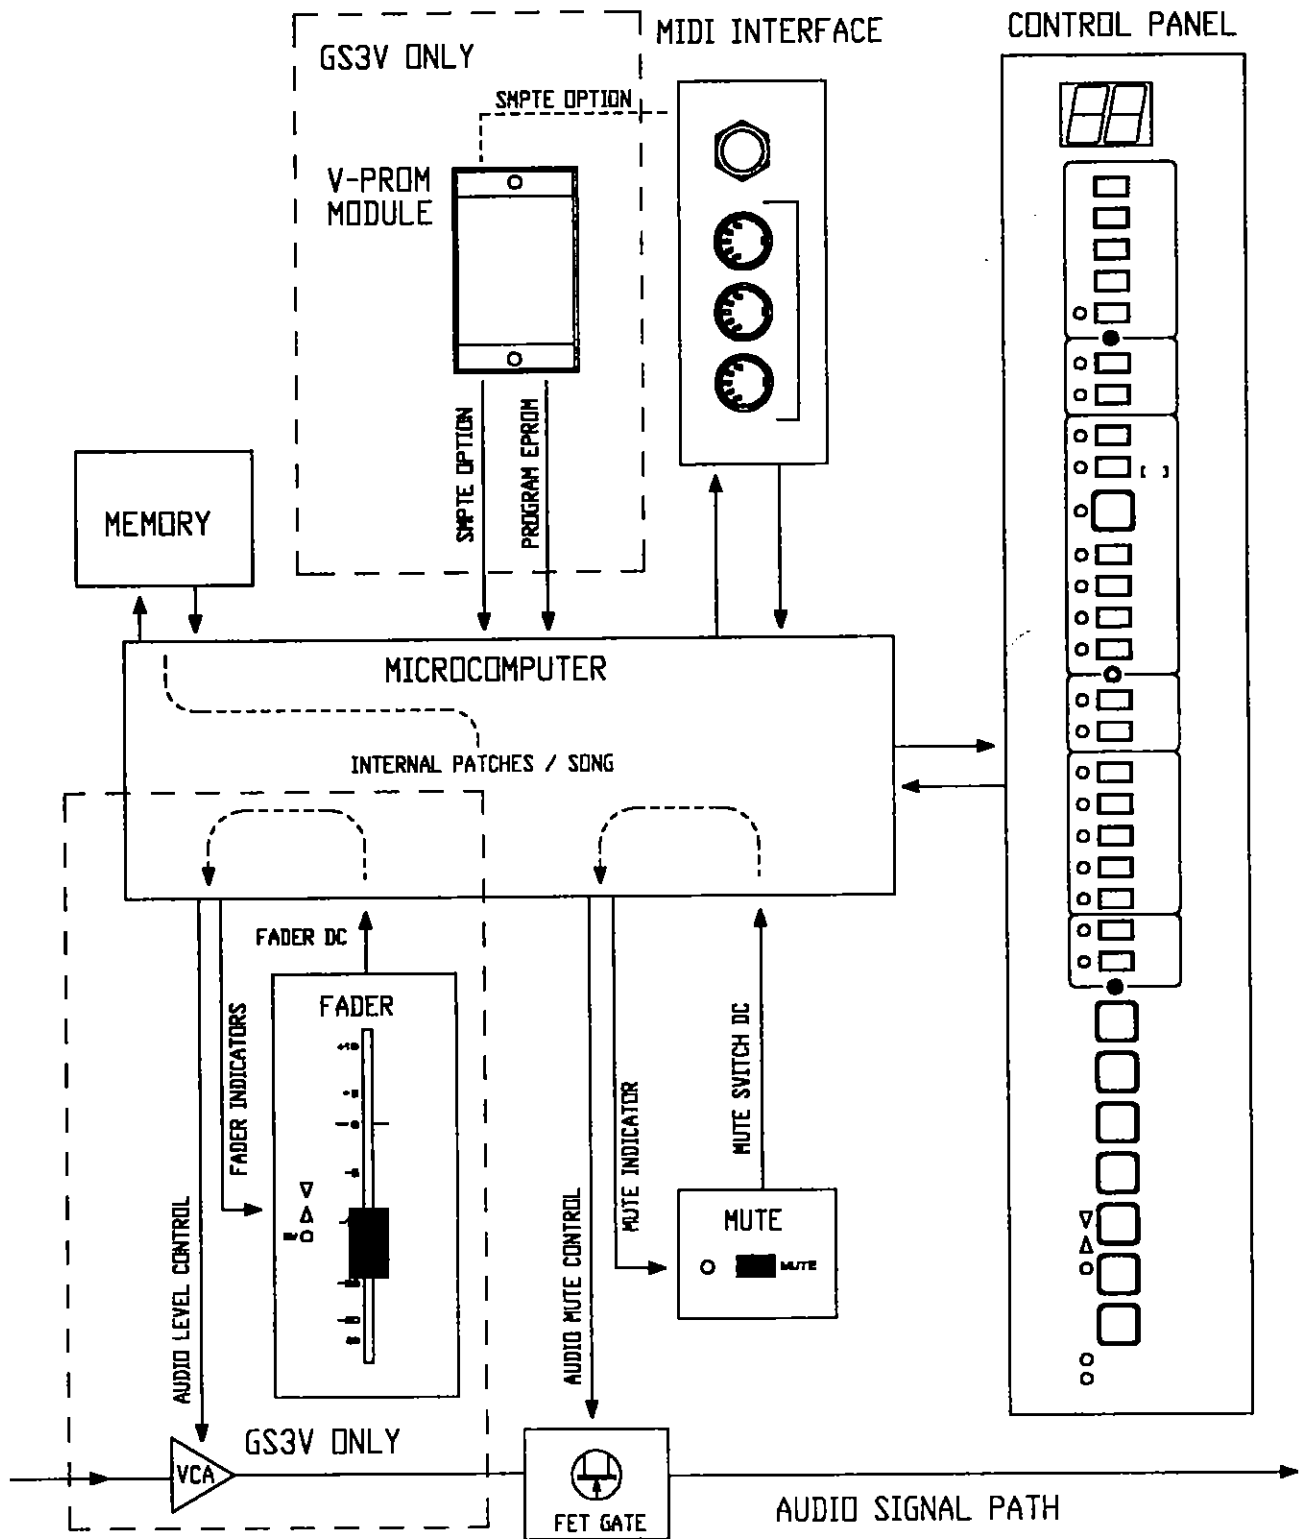 GS3V ONLY
MIDI INTERFACE
CONTROL PANEL
SMPTE OPTION
V-PROM
MODULE
SMPTE OPTION
PROGRAM EPROM
MEMORY
[ ]
MICROCOMPUTER
INTERNAL PATCHES / SONG
FADER DC
FADER
+10
FADER INDICATORS
AUDIO LEVEL CONTROL
AUDIO MUTE CONTROL
MUTE INDICATOR
MUTE SVITCH DC
MUTE
MUTE
GS3V ONLY
VCA
FET GATE
AUDIO SIGNAL PATH